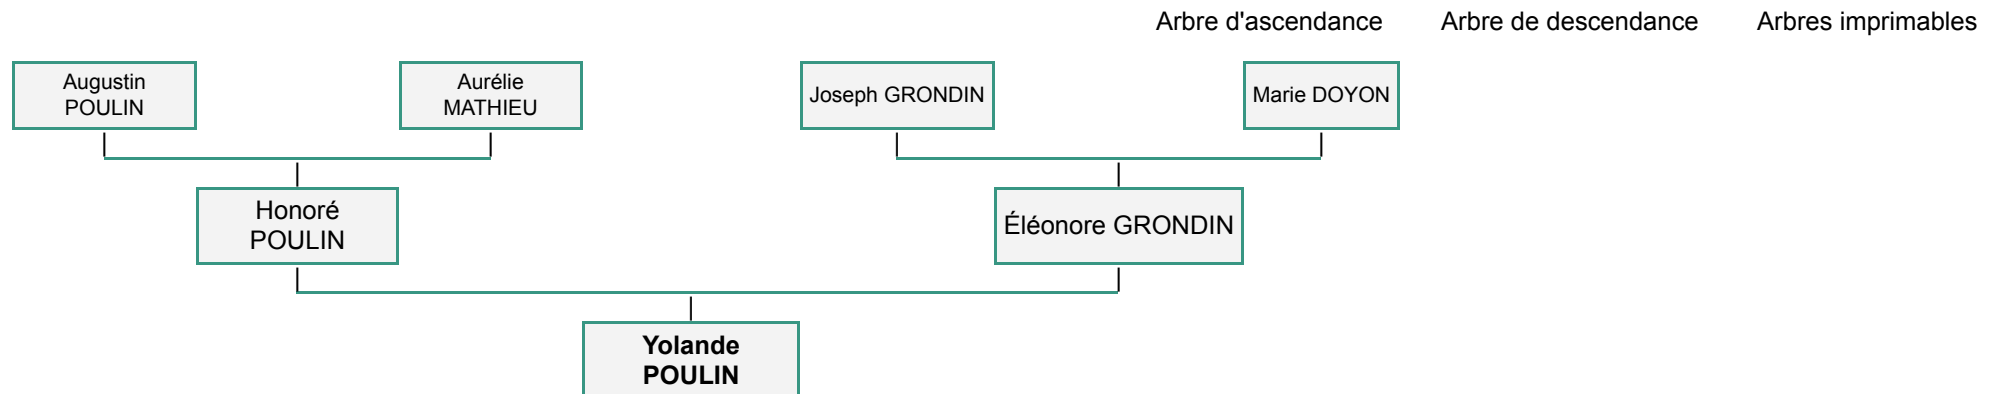 Arbre d'ascendance Arbre de descendance Arbres imprimables
Augustin
POULIN
Aurélie
MATHIEU
Joseph GRONDIN
Marie DOYON
Honoré
POULIN
Éléonore GRONDIN
Yolande
POULIN